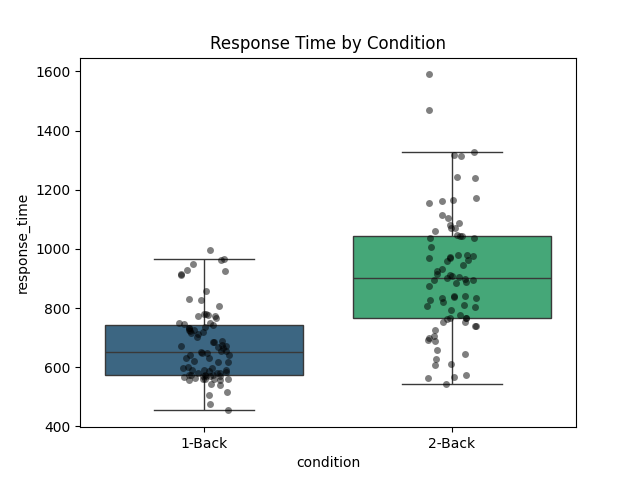 Response Time by Condition
1600
1400
1200
1000
800
600
400
response_time
1-Back
2-Back
condition